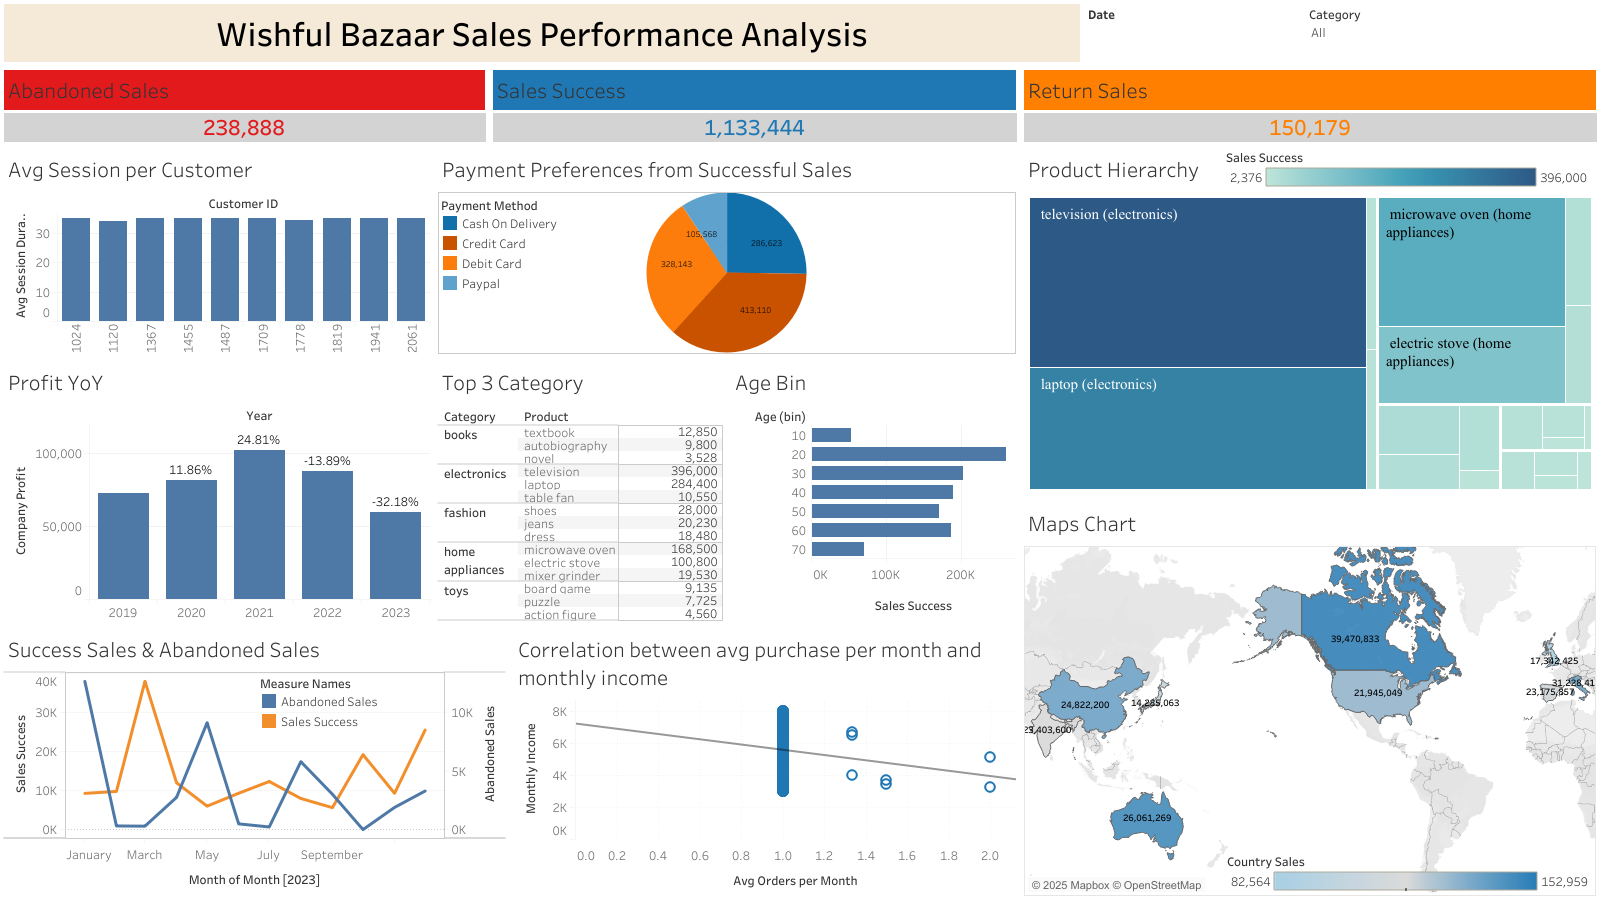 Wishful Bazaar Sales Performance Analysis
Date
Category
All
Abandoned Sales
238,888
Sales Success
1,133,444
Return Sales
150,179
Avg Session per Customer
Customer ID
Avg Session Dura..
30
20
10
0
1024
1120
1367
1455
1487
1709
1778
1819
1941
2061
Payment Preferences from Successful Sales
Payment Method
Cash On Delivery
Credit Card
Debit Card
Paypal
105,568
286,623
328,143
413,110
Product Hierarchy
Sales Success
2,376
396,000
television (electronics)
laptop (electronics)
microwave oven (home
appliances)
electric stove (home
appliances)
Profit YoY
Year
Company Profit
100,000
50,000
0
11.86%
24.81%
-13.89%
-32.18%
2019
2020
2021
2022
2023
Top 3 Category
Category Product
books textbook 12,850
autobiography 9,800
novel 3,528
electronics television 396,000
laptop 284,400
table fan 10,550
fashion shoes 28,000
jeans 20,230
dress 18,480
home appliances microwave oven 168,500
electric stove 100,800
mixer grinder 19,530
toys board game 9,135
puzzle 7,725
action figure 4,560
Age Bin
Age (bin)
10
20
30
40
50
60
70
0K 100K 200K
Sales Success
Maps Chart
39,470,833
21,945,049
24,822,200
14,285,063
23,403,600
26,061,269
17,342,425
23,175,857
Country Sales
82,564
152,959
© 2025 Mapbox © OpenStreetMap
Success Sales & Abandoned Sales
Measure Names
Abandoned Sales
Sales Success
Sales Success
40K
30K
20K
10K
0K
Abandoned Sales
10K
5K
0K
January March May July September
Month of Month [2023]
Correlation between avg purchase per month and
monthly income
Monthly Income
8K
6K
4K
2K
0K
0.0 0.2 0.4 0.6 0.8 1.0 1.2 1.4 1.6 1.8 2.0
Avg Orders per Month